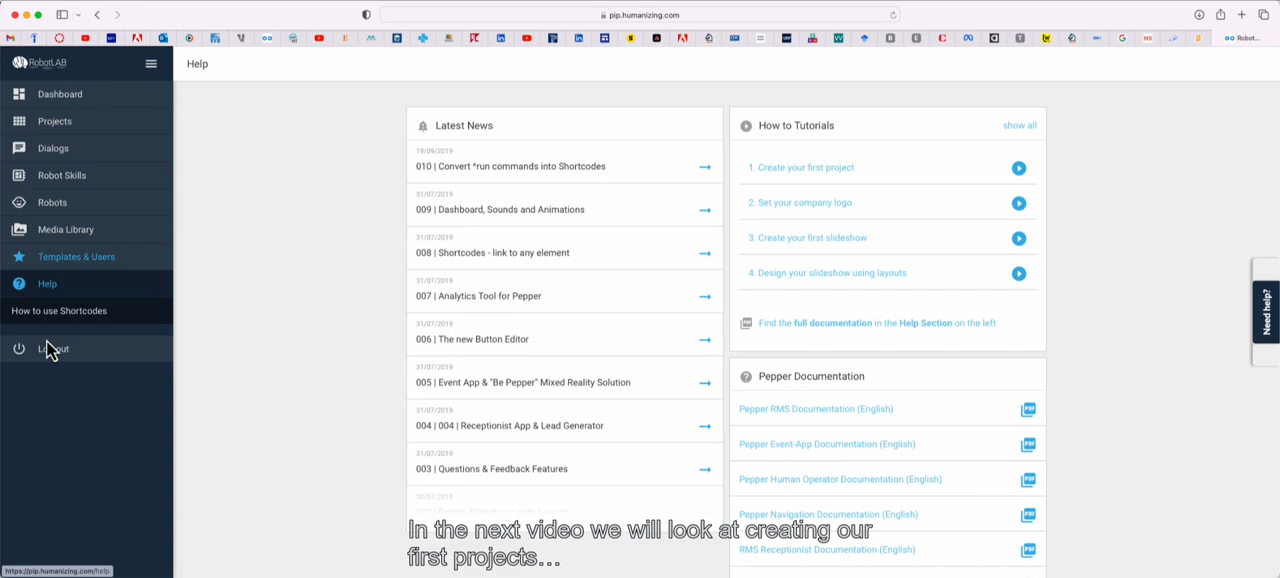 pip.humanizing.com
Robot...
RobotLAB
Help
Dashboard
Projects
Dialogs
Robot Skills
Robots
Media Library
Templates & Users
Help
How to use Shortcodes
Latest News
19/09/2019
010 | Convert ^run commands into Shortcodes
31/07/2019
009 | Dashboard, Sounds and Animations
31/07/2019
008 | Shortcodes - link to any element
31/07/2019
007 | Analytics Tool for Pepper
31/07/2019
006 | The new Button Editor
31/07/2019
005 | Event App & "Be Pepper" Mixed Reality Solution
31/07/2019
004 | 004 | Receptionist App & Lead Generator
31/07/2019
003 | Questions & Feedback Features
How to Tutorials
show all
1. Create your first project
2. Set your company logo
3. Create your first slideshow
4. Design your slideshow using layouts
PDF Find the full documentation in the Help Section on the left
Pepper Documentation
Pepper RMS Documentation (English) PDF
Pepper Event-App Documentation (English) PDF
Pepper Human Operator Documentation (English) PDF
Pepper Navigation Documentation (English) PDF
RMS Receptionist Documentation (English) PDF
Need help?
In the next video we will look at creating our
first projects...
https://pip.humanizing.com/help